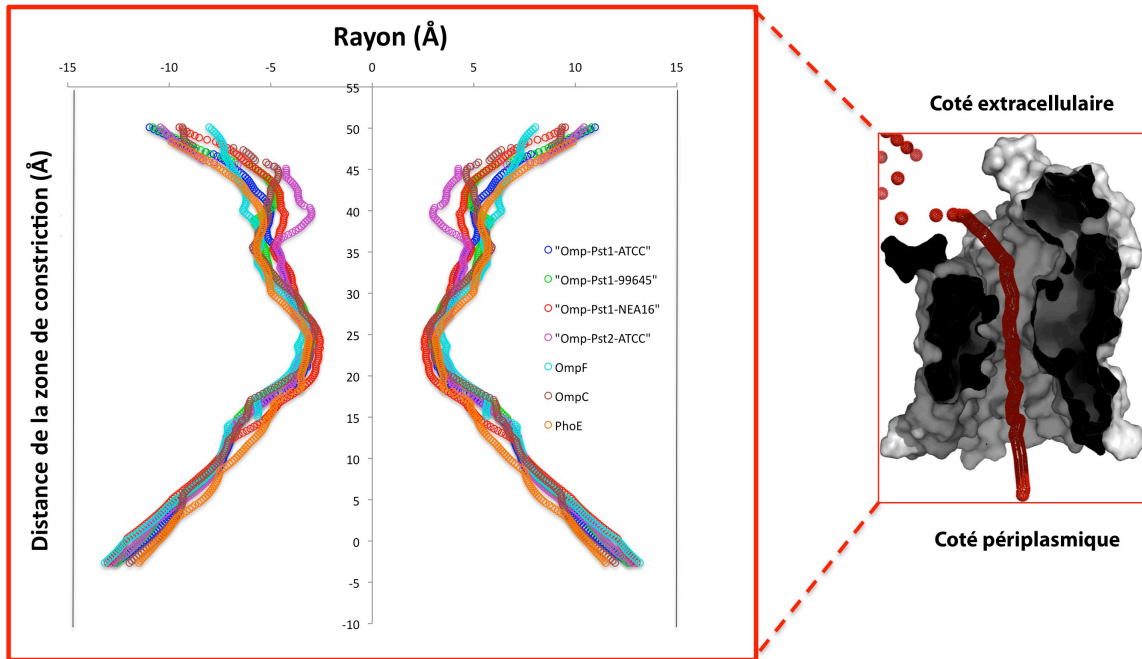 Rayon (Å)
-15 -10 -5 0 5 10 15
55
50
45
40
35
30
25
20
15
10
5
0
-5
-10
Distance de la zone de constriction (Å)
"Omp-Pst1-ATCC"
"Omp-Pst1-99645"
"Omp-Pst1-NEA16"
"Omp-Pst2-ATCC"
OmpF
OmpC
PhoE
Coté extracellulaire
Coté périplasmique